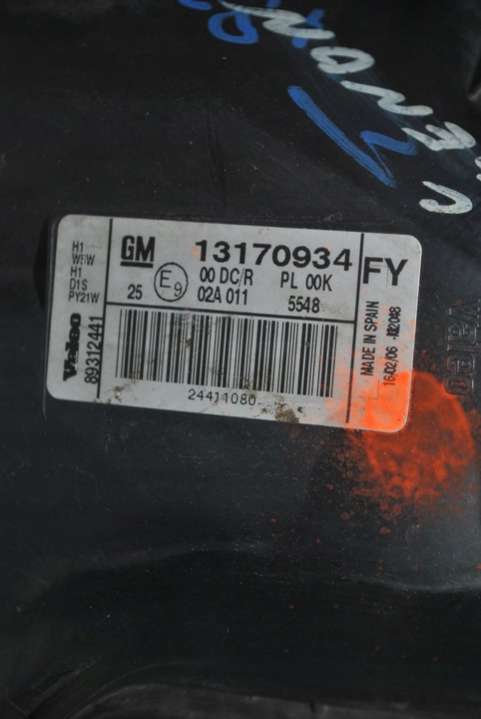 H1
W5W
H1
D1S
PY21W
Valeo
89312441
GM 13170934
25 E9 00 DC/R PL 00K
02A 011 5548
24411080
FY
MADE IN SPAIN
16/02/06